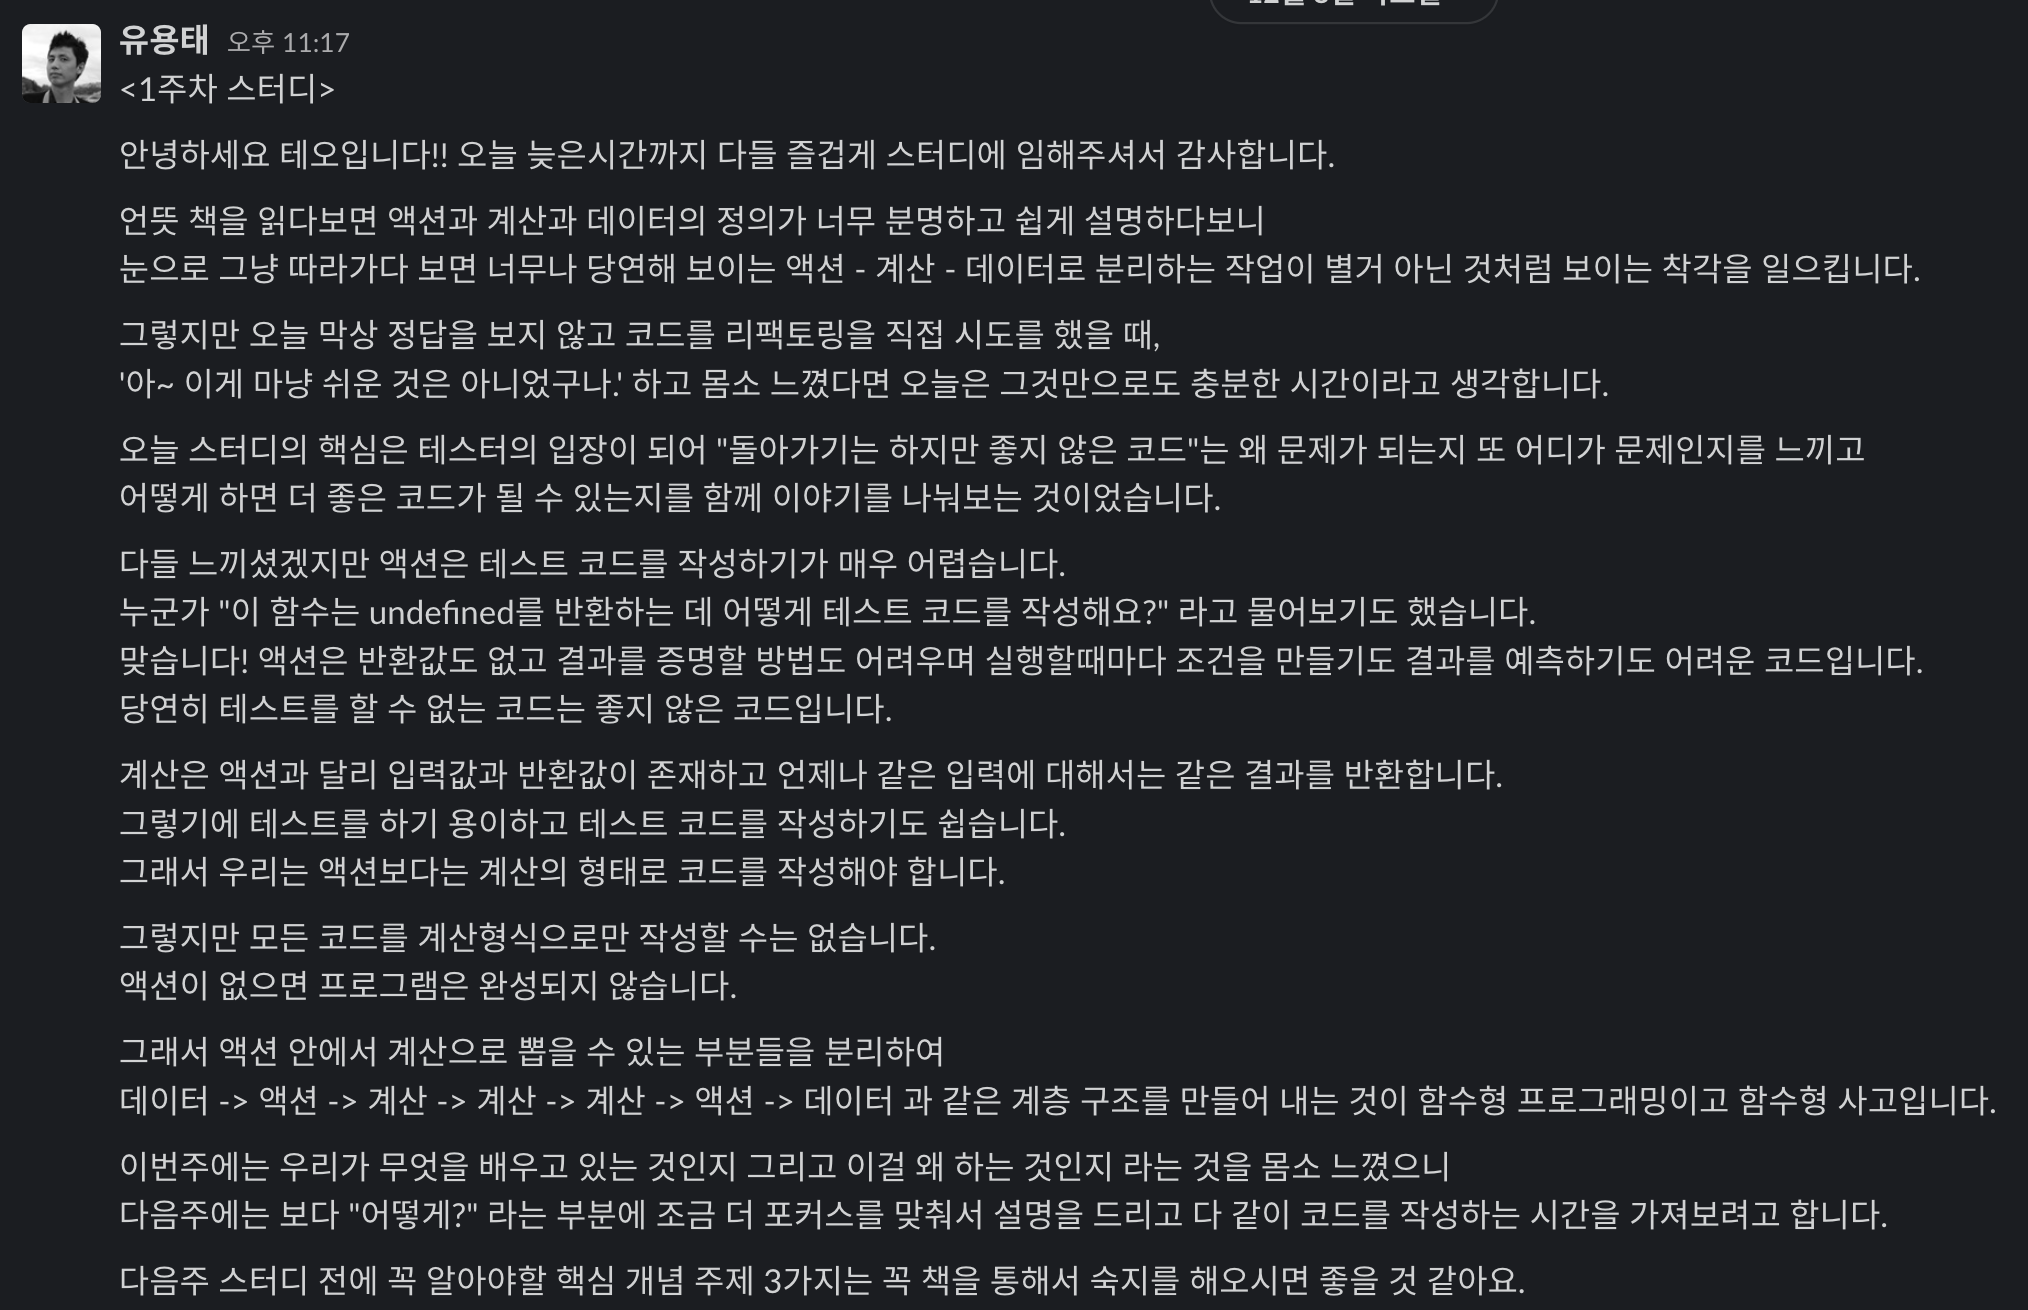 유용태 오후 11:17
<1주차 스터디>
안녕하세요 테오입니다!! 오늘 늦은시간까지 다들 즐겁게 스터디에 임해주셔서 감사합니다.
언뜻 책을 읽다보면 액션과 계산과 데이터의 정의가 너무 분명하고 쉽게 설명하다보니
눈으로 그냥 따라가다 보면 너무나 당연해 보이는 액션 - 계산 - 데이터로 분리하는 작업이 별거 아닌 것처럼 보이는 착각을 일으킵니다.
그렇지만 오늘 막상 정답을 보지 않고 코드를 리팩토링을 직접 시도를 했을 때,
'아~ 이게 마냥 쉬운 것은 아니었구나.' 하고 몸소 느꼈다면 오늘은 그것만으로도 충분한 시간이라고 생각합니다.
오늘 스터디의 핵심은 테스터의 입장이 되어 "돌아가기는 하지만 좋지 않은 코드"는 왜 문제가 되는지 또 어디가 문제인지를 느끼고
어떻게 하면 더 좋은 코드가 될 수 있는지를 함께 이야기를 나눠보는 것이었습니다.
다들 느끼셨겠지만 액션은 테스트 코드를 작성하기가 매우 어렵습니다.
누군가 "이 함수는 undefined를 반환하는 데 어떻게 테스트 코드를 작성해요?" 라고 물어보기도 했습니다.
맞습니다! 액션은 반환값도 없고 결과를 증명할 방법도 어려우며 실행할때마다 조건을 만들기도 결과를 예측하기도 어려운 코드입니다.
당연히 테스트를 할 수 없는 코드는 좋지 않은 코드입니다.
계산은 액션과 달리 입력값과 반환값이 존재하고 언제나 같은 입력에 대해서는 같은 결과를 반환합니다.
그렇기에 테스트를 하기 용이하고 테스트 코드를 작성하기도 쉽습니다.
그래서 우리는 액션보다는 계산의 형태로 코드를 작성해야 합니다.
그렇지만 모든 코드를 계산형식으로만 작성할 수는 없습니다.
액션이 없으면 프로그램은 완성되지 않습니다.
그래서 액션 안에서 계산으로 뽑을 수 있는 부분들을 분리하여
데이터 -> 액션 -> 계산 -> 계산 -> 계산 -> 액션 -> 데이터 과 같은 계층 구조를 만들어 내는 것이 함수형 프로그래밍이고 함수형 사고입니다.
이번주에는 우리가 무엇을 배우고 있는 것인지 그리고 이걸 왜 하는 것인지 라는 것을 몸소 느꼈으니
다음주에는 보다 "어떻게?" 라는 부분에 조금 더 포커스를 맞춰서 설명을 드리고 다 같이 코드를 작성하는 시간을 가져보려고 합니다.
다음주 스터디 전에 꼭 알아야할 핵심 개념 주제 3가지는 꼭 책을 통해서 숙지를 해오시면 좋을 것 같아요.